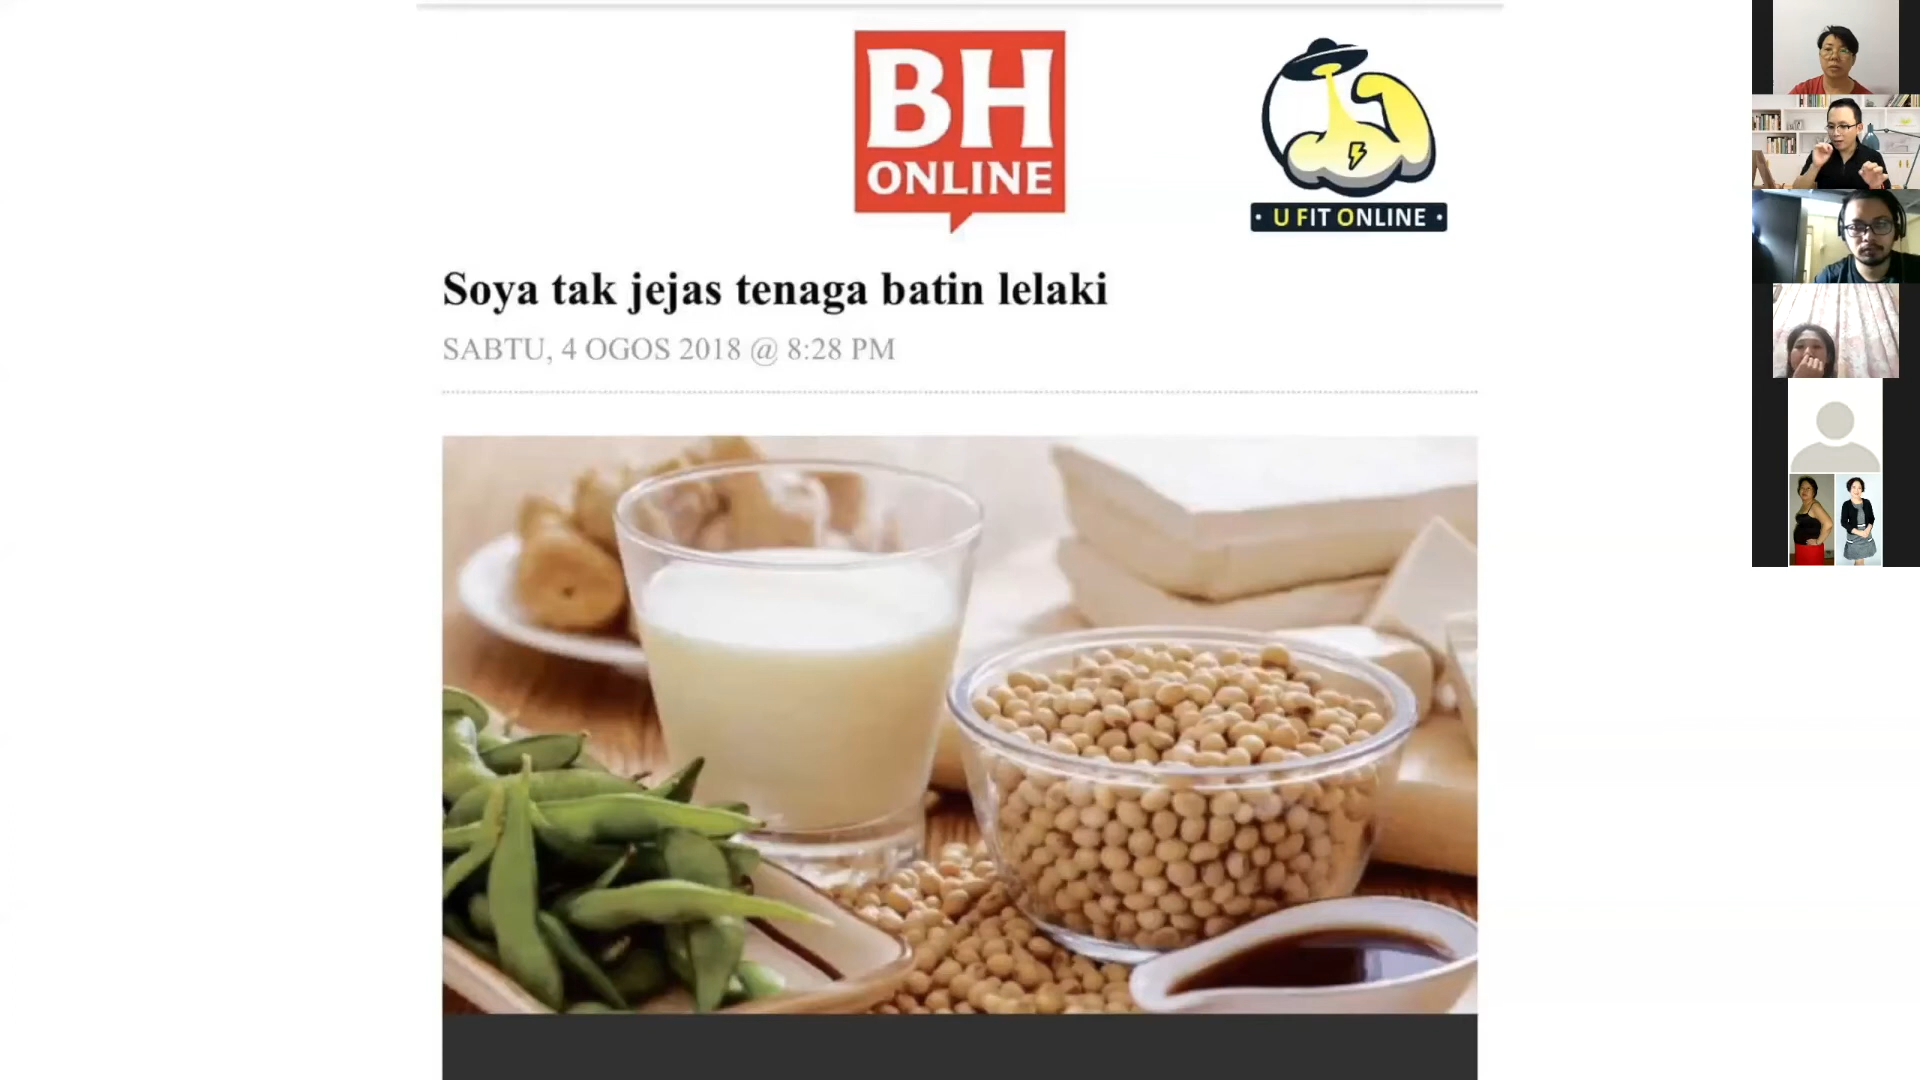 BH
ONLINE
· U FIT ONLINE ·
Soya tak jejas tenaga batin lelaki
SABTU, 4 OGOS 2018 @ 8:28 PM